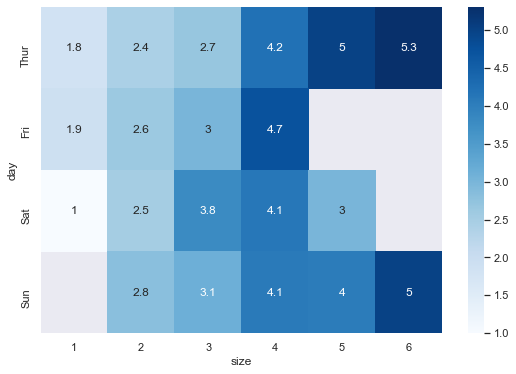 Thur 1.8 2.4 2.7 4.2 5 5.3
Fri 1.9 2.6 3 4.7
Sat 1 2.5 3.8 4.1 3
Sun 2.8 3.1 4.1 4 5
1 2 3 4 5 6
size
day
5.0
4.5
4.0
3.5
3.0
2.5
2.0
1.5
1.0